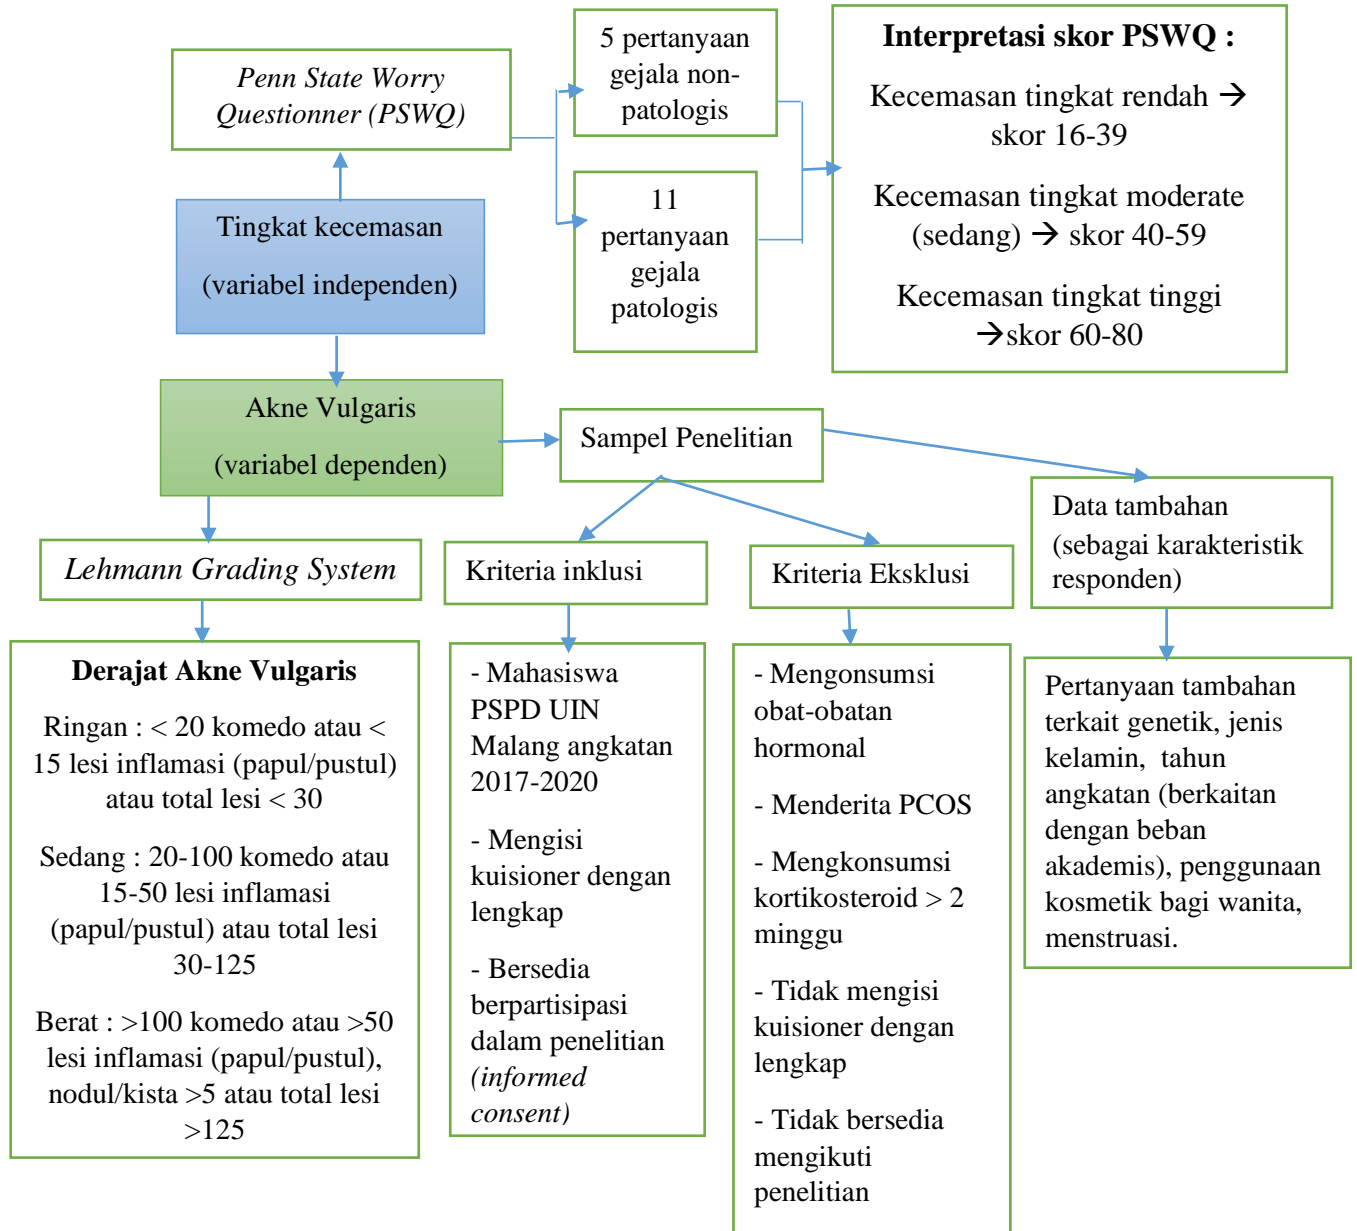 Penn State Worry
Questionner (PSWQ)
5 pertanyaan
gejala non-
patologis
Interpretasi skor PSWQ :
Kecemasan tingkat rendah →
skor 16-39
Kecemasan tingkat moderate
(sedang) → skor 40-59
Kecemasan tingkat tinggi
→skor 60-80
11
pertanyaan
gejala
patologis
Tingkat kecemasan
(variabel independen)
Akne Vulgaris
(variabel dependen)
Sampel Penelitian
Data tambahan
(sebagai karakteristik
responden)
Lehmann Grading System
Kriteria inklusi
Kriteria Eksklusi
Derajat Akne Vulgaris
Ringan : < 20 komedo atau <
15 lesi inflamasi (papul/pustul)
atau total lesi < 30
Sedang : 20-100 komedo atau
15-50 lesi inflamasi
(papul/pustul) atau total lesi
30-125
Berat : >100 komedo atau >50
lesi inflamasi (papul/pustul),
nodul/kista >5 atau total lesi
>125
- Mahasiswa
PSPD UIN
Malang angkatan
2017-2020
- Mengisi
kuisioner dengan
lengkap
- Bersedia
berpartisipasi
dalam penelitian
(informed
consent)
- Mengonsumsi
obat-obatan
hormonal
- Menderita PCOS
- Mengkonsumsi
kortikosteroid > 2
minggu
- Tidak mengisi
kuisioner dengan
lengkap
- Tidak bersedia
mengikuti
penelitian
Pertanyaan tambahan
terkait genetik, jenis
kelamin, tahun
angkatan (berkaitan
dengan beban
akademis), penggunaan
kosmetik bagi wanita,
menstruasi.